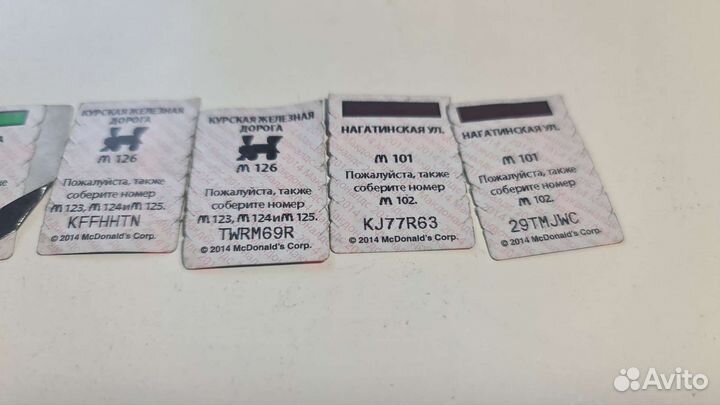 КУРСКАЯ ЖЕЛЕЗНАЯ
ДОРОГА
M 126
Пожалуйста, также
соберите номер
M 123, M 124 и M 125.
KFFHHTN
© 2014 McDonald's Corp.
КУРСКАЯ ЖЕЛЕЗНАЯ
ДОРОГА
M 126
Пожалуйста, также
соберите номер
M 123, M 124 и M 125.
TWRM69R
© 2014 McDonald's Corp.
НАГАТИНСКАЯ УЛ.
M 101
Пожалуйста, также
соберите номер
M 102.
KJ77R63
© 2014 McDonald's Corp.
НАГАТИНСКАЯ УЛ.
M 101
Пожалуйста, также
соберите номер
M 102.
29TMJWC
© 2014 McDonald's Corp.
Avito